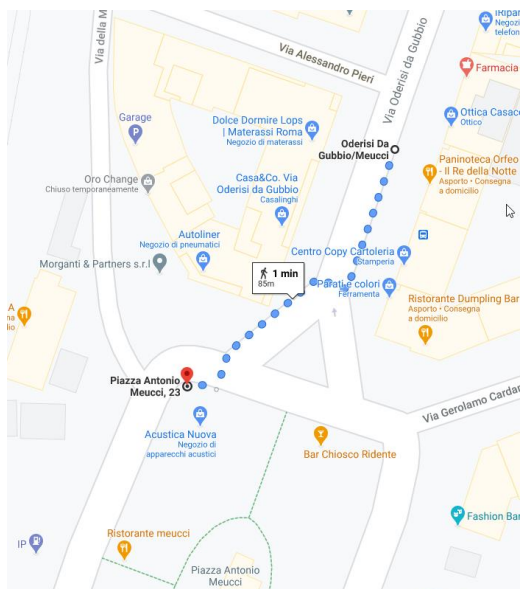 iRipar
Negozi
telefon
Via della M
Via Alessandro Pieri
Via Oderisi da Gubbio
Farmacia
Garage
Dolce Dormire Lops
| Materassi Roma
Negozio di materassi
Ottica Casacc
Ottico
Oderisi Da
Gubbio/Meucci
Paninoteca Orfeo
- Il Re della Notte
Asporto • Consegna
a domicilio
Oro Change
Chiuso temporaneamente
Casa&Co. Via
Oderisi da Gubbio
Casalinghi
Autoliner
Negozio di pneumatici
Centro Copy Cartoleria
Stamperia
Morganti & Partners s.r.l
1 min
85m
Parati e colori
Ferramenta
Ristorante Dumpling Bar
Asporto • Consegna
a domicilio
A
Piazza Antonio
Meucci, 23
Via Gerolamo Cardan
Acustica Nuova
Negozio di
apparecchi acustici
Bar Chiosco Ridente
Fashion Bar
IP
Ristorante meucci
Piazza Antonio
Meucci